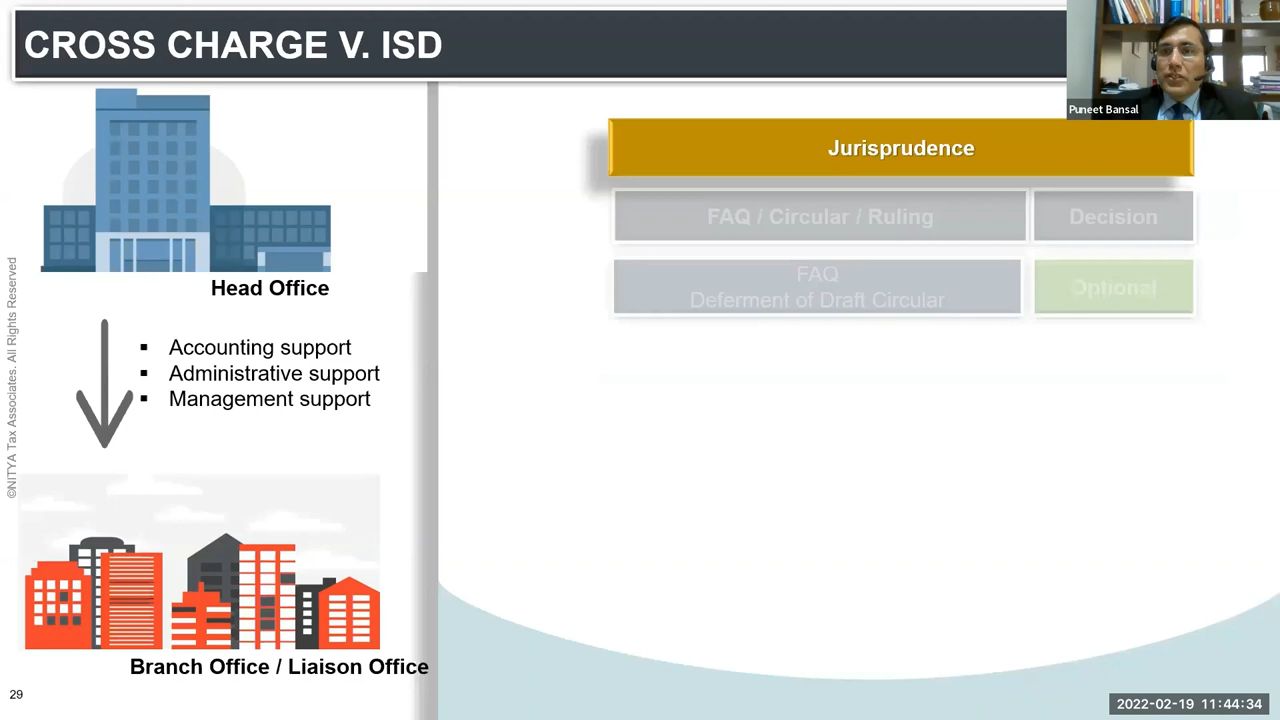 CROSS CHARGE V. ISD
Puneet Bansal
Jurisprudence
FAQ / Circular / Ruling
Decision
FAQ
Deferment of Draft Circular
Optional
Head Office
▪ Accounting support
▪ Administrative support
▪ Management support
Branch Office / Liaison Office
©NITYA Tax Associates. All Rights Reserved
29
2022-02-19 11:44:34